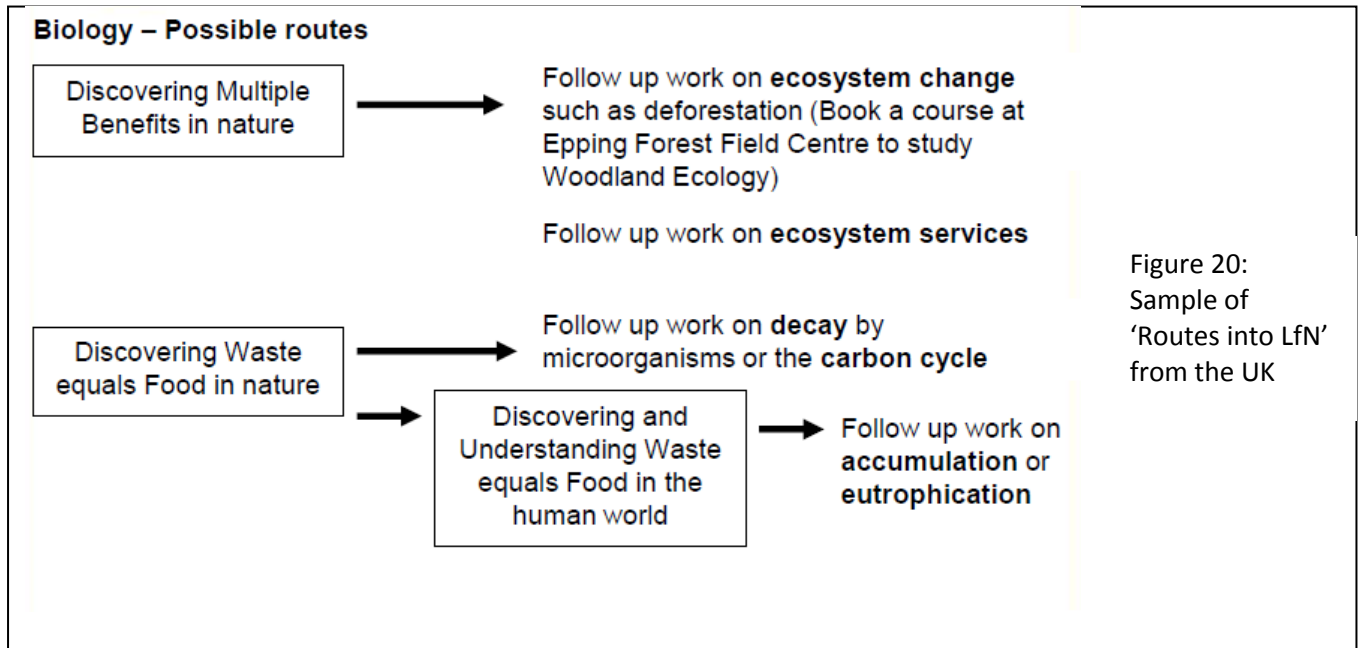 Biology – Possible routes
Discovering Multiple
Benefits in nature
Follow up work on ecosystem change
such as deforestation (Book a course at
Epping Forest Field Centre to study
Woodland Ecology)
Follow up work on ecosystem services
Discovering Waste
equals Food in nature
Follow up work on decay by
microorganisms or the carbon cycle
Discovering and
Understanding Waste
equals Food in the
human world
Follow up work on
accumulation or
eutrophication
Figure 20:
Sample of
‘Routes into LfN’
from the UK